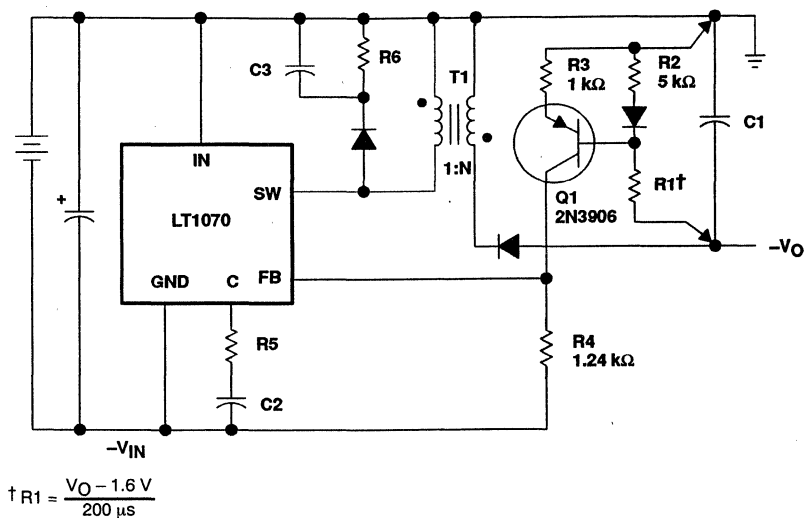 C3
R6
T1
R3
1 kΩ
R2
5 kΩ
C1
IN
+
SW
1:N
R1†
Q1
2N3906
LT1070
–VO
GND
C
FB
R5
R4
1.24 kΩ
C2
–VIN
† R1 = VO – 1.6 V
200 μs